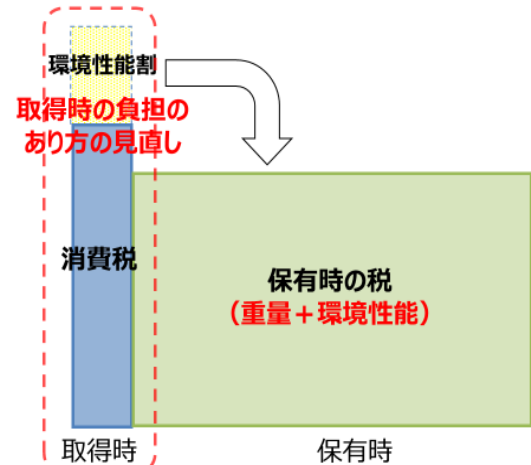 環境性能割
取得時の負担の
あり方の見直し
消費税
保有時の税
（重量＋環境性能）
取得時
保有時